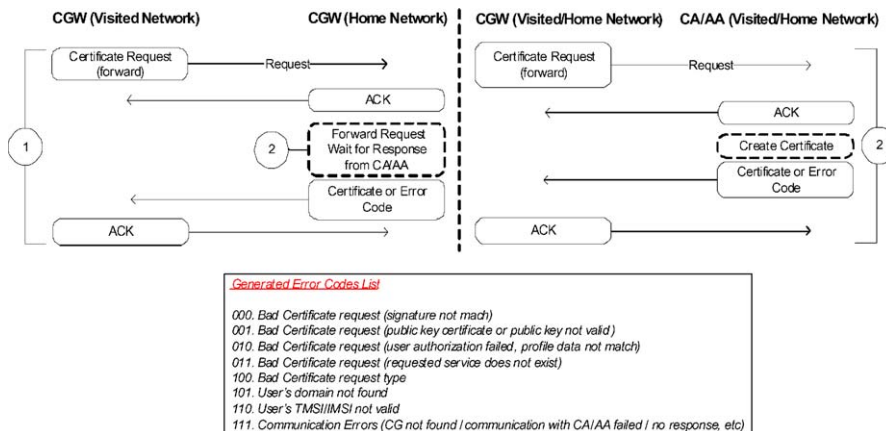 CGW (Visited Network)
CGW (Home Network)
Certificate Request
(forward)
Request
ACK
1
2
Forward Request
Wait for Response
from CA/AA
Certificate or Error
Code
ACK
CGW (Visited/Home Network)
CA/AA (Visited/Home Network)
Certificate Request
(forward)
Request
ACK
Create Certificate
2
Certificate or Error
Code
ACK
Generated Error Codes List
000. Bad Certificate request (signature not mach)
001. Bad Certificate request (public key certificate or public key not valid)
010. Bad Certificate request (user authorization failed, profile data not match)
011. Bad Certificate request (requested service does not exist)
100. Bad Certificate request type
101. User's domain not found
110. User's TMSI/IMSI not valid
111. Communication Errors (CG not found / communication with CA/AA failed / no response, etc)